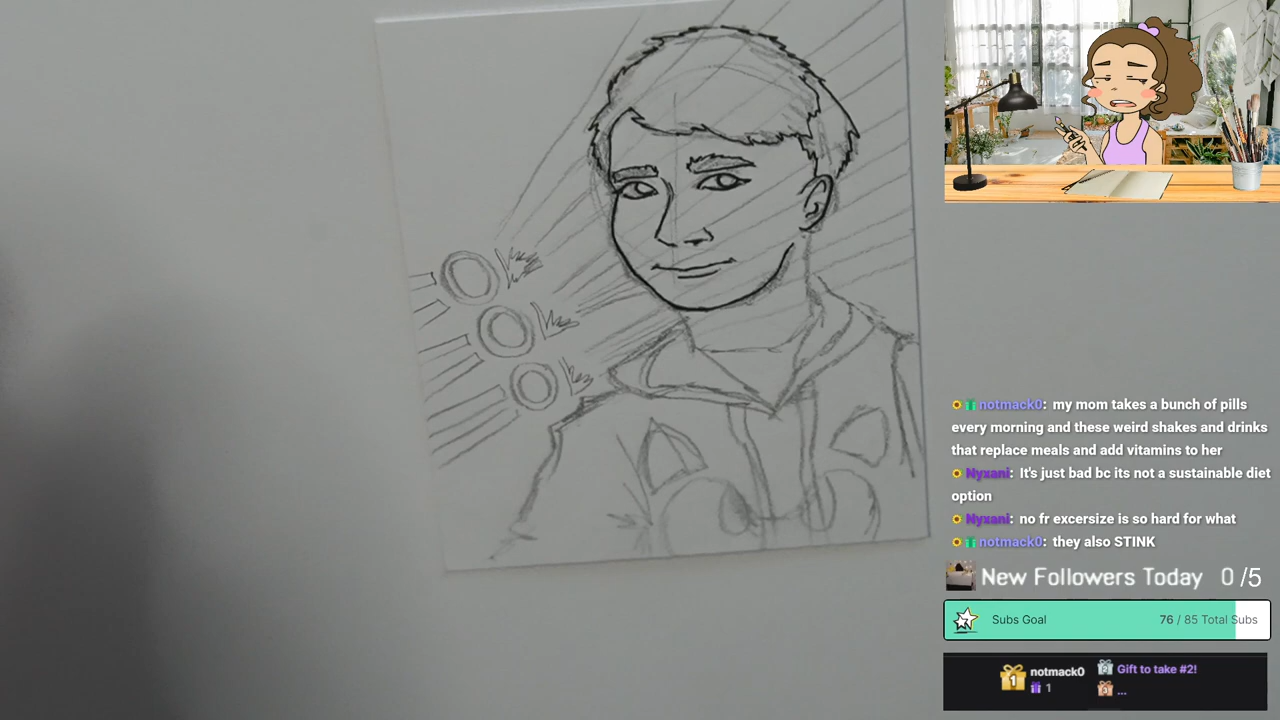 notmack0: my mom takes a bunch of pills
every morning and these weird shakes and drinks
that replace meals and add vitamins to her
Nyxani: It's just bad bc its not a sustainable diet
option
Nyxani: no fr excersize is so hard for what
notmack0: they also STINK
New Followers Today 0 /5
Subs Goal 76 / 85 Total Subs
1 notmack0 2 Gift to take #2!
1 3 ...